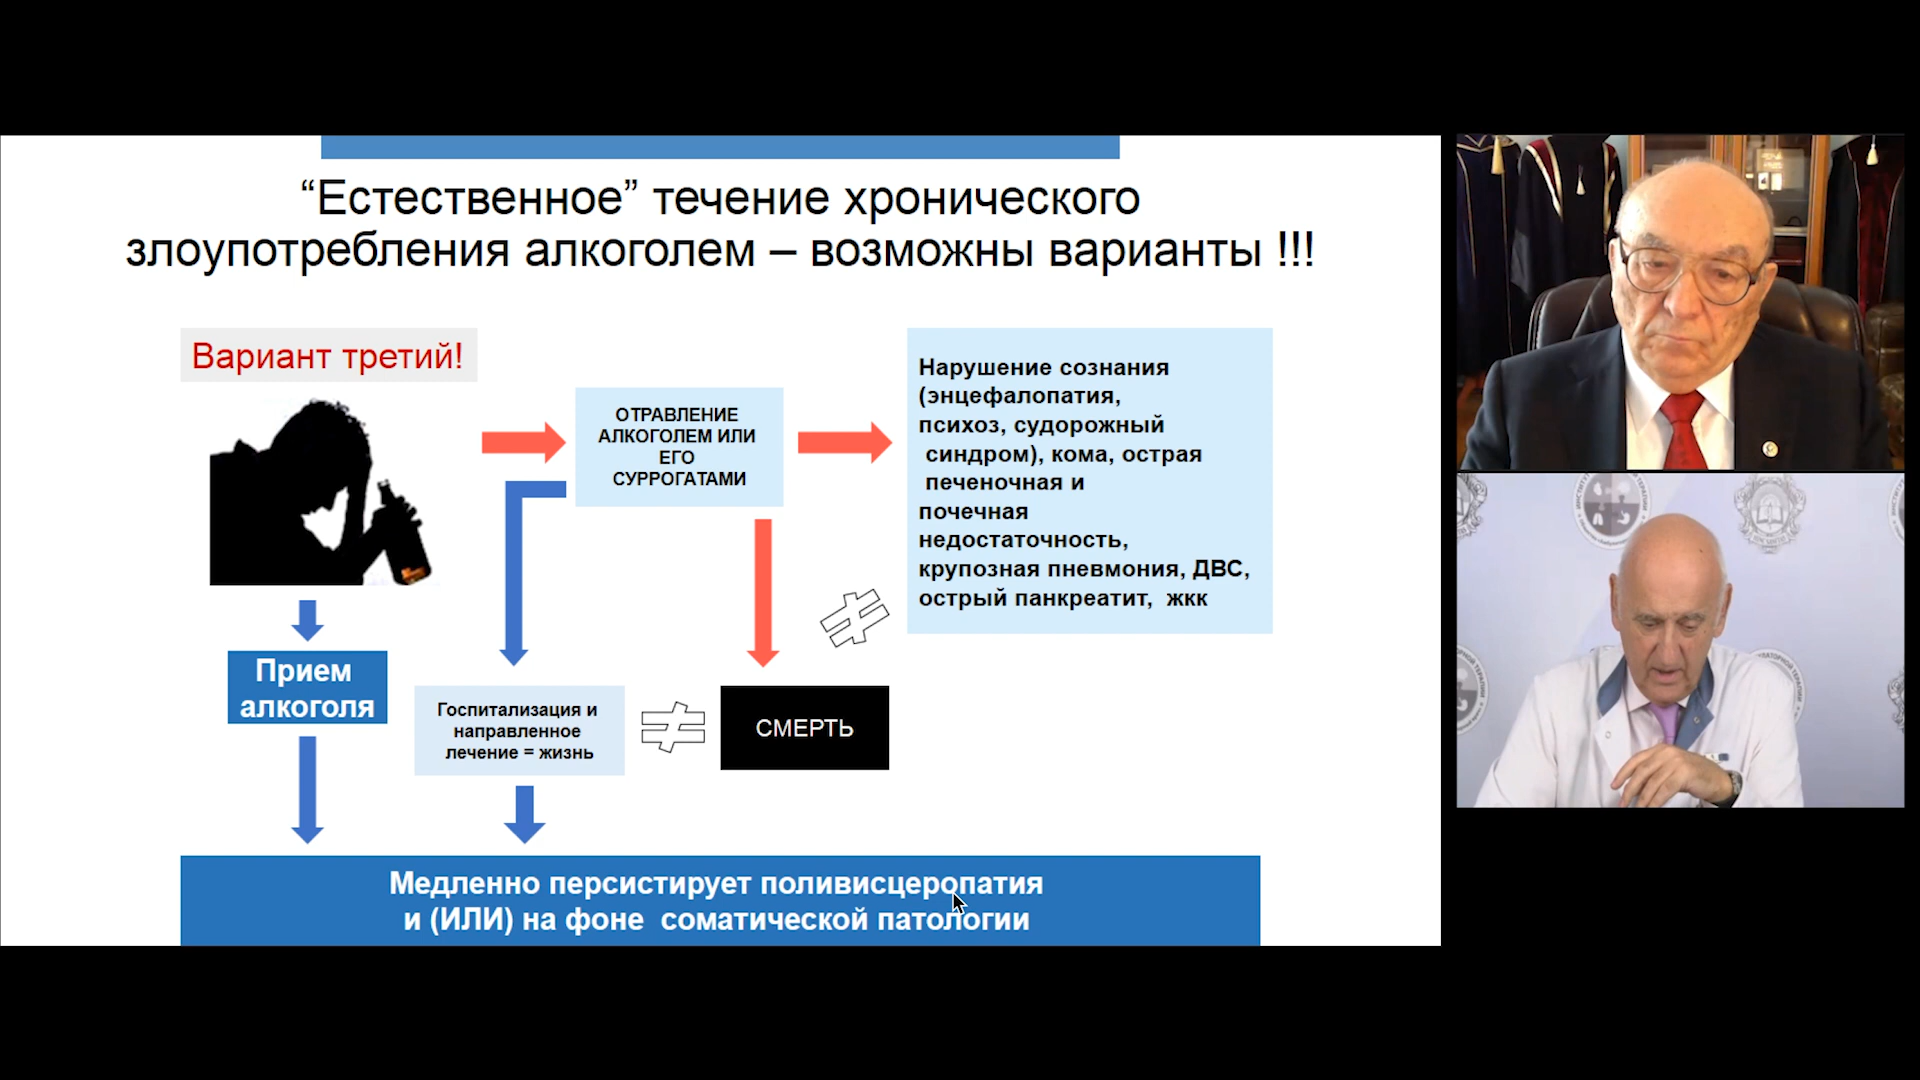 “Естественное” течение хронического
злоупотребления алкоголем – возможны варианты !!!
Вариант третий!
ОТРАВЛЕНИЕ
АЛКОГОЛЕМ ИЛИ
ЕГО
СУРРОГАТАМИ
Нарушение сознания
(энцефалопатия,
психоз, судорожный
синдром), кома, острая
печеночная и
почечная
недостаточность,
крупозная пневмония, ДВС,
острый панкреатит, жкк
Прием
алкоголя
Госпитализация и
направленное
лечение = жизнь
СМЕРТЬ
Медленно персистирует поливисцеропатия
и (ИЛИ) на фоне соматической патологии